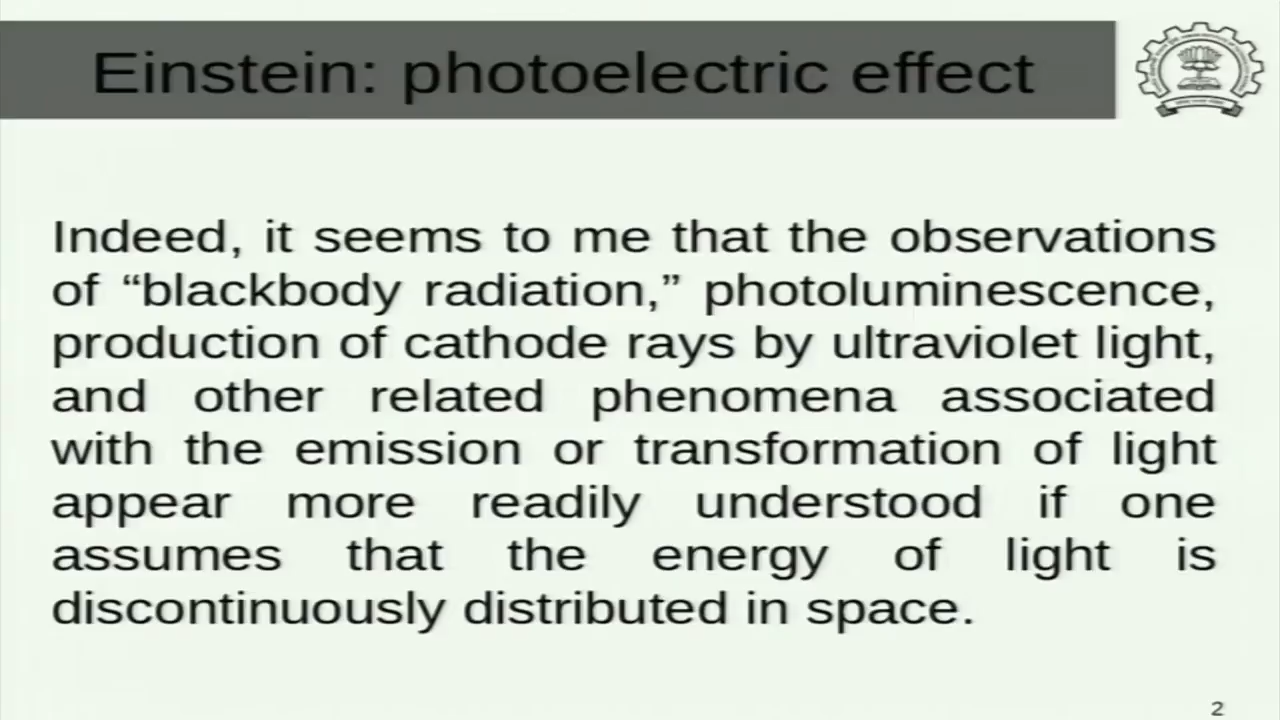 Einstein: photoelectric effect
Indeed, it seems to me that the observations
of “blackbody radiation,” photoluminescence,
production of cathode rays by ultraviolet light,
and other related phenomena associated
with the emission or transformation of light
appear more readily understood if one
assumes that the energy of light is
discontinuously distributed in space.
2